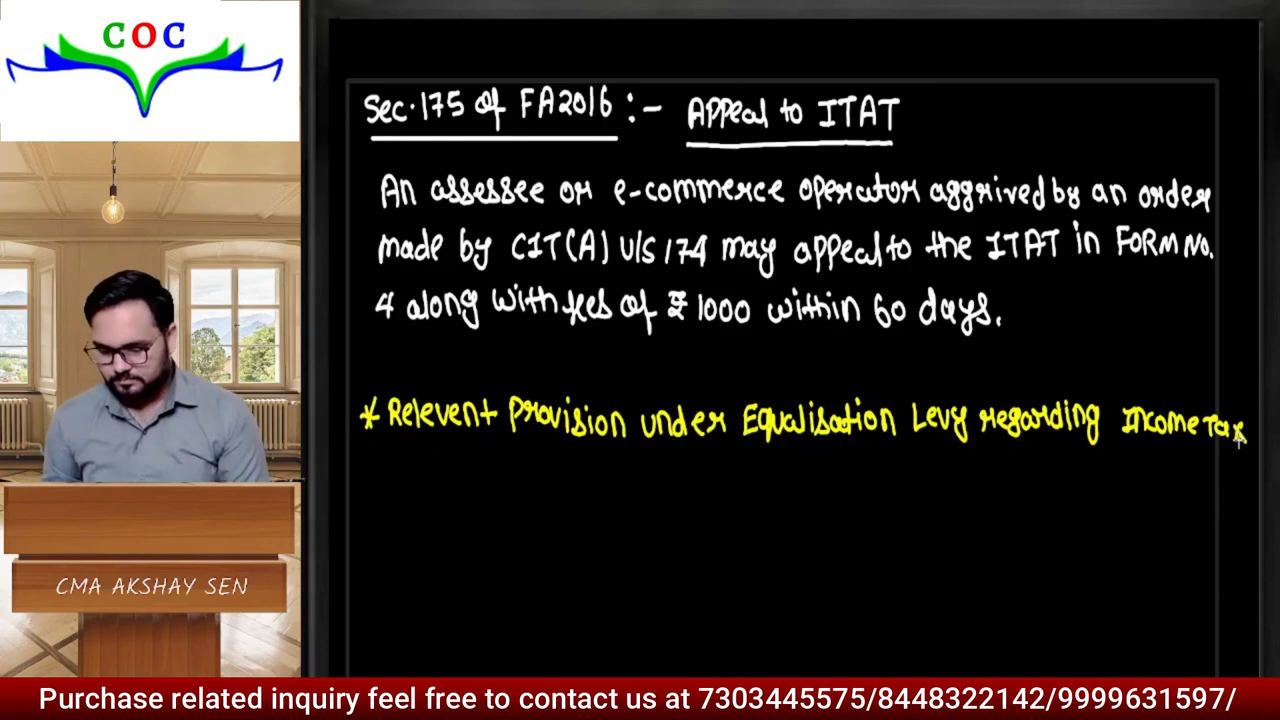 COC
Sec.175 of FA2016 :- Appeal to ITAT
An assessee or e-commerce operator aggrived by an order
made by CIT(A) U/S 174 may appeal to the ITAT in FORM No.
4 along with fees of ₹ 1000 within 60 days.
* Relevent Provision under Equalisation Levy regarding Income Tax
CMA AKSHAY SEN
Purchase related inquiry feel free to contact us at 7303445575/8448322142/9999631597/